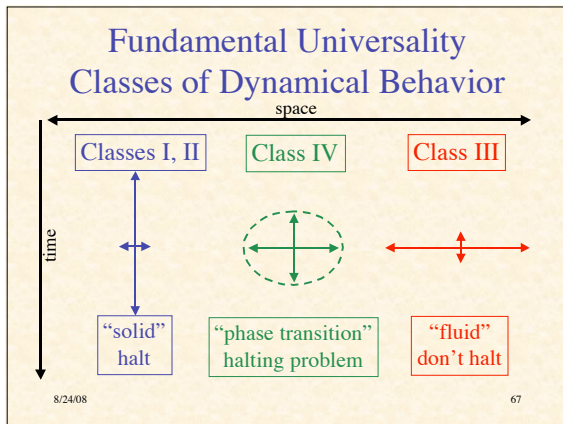 Fundamental Universality
Classes of Dynamical Behavior
space
time
Classes I, II
Class IV
Class III
“solid”
halt
“phase transition”
halting problem
“fluid”
don’t halt
8/24/08
67